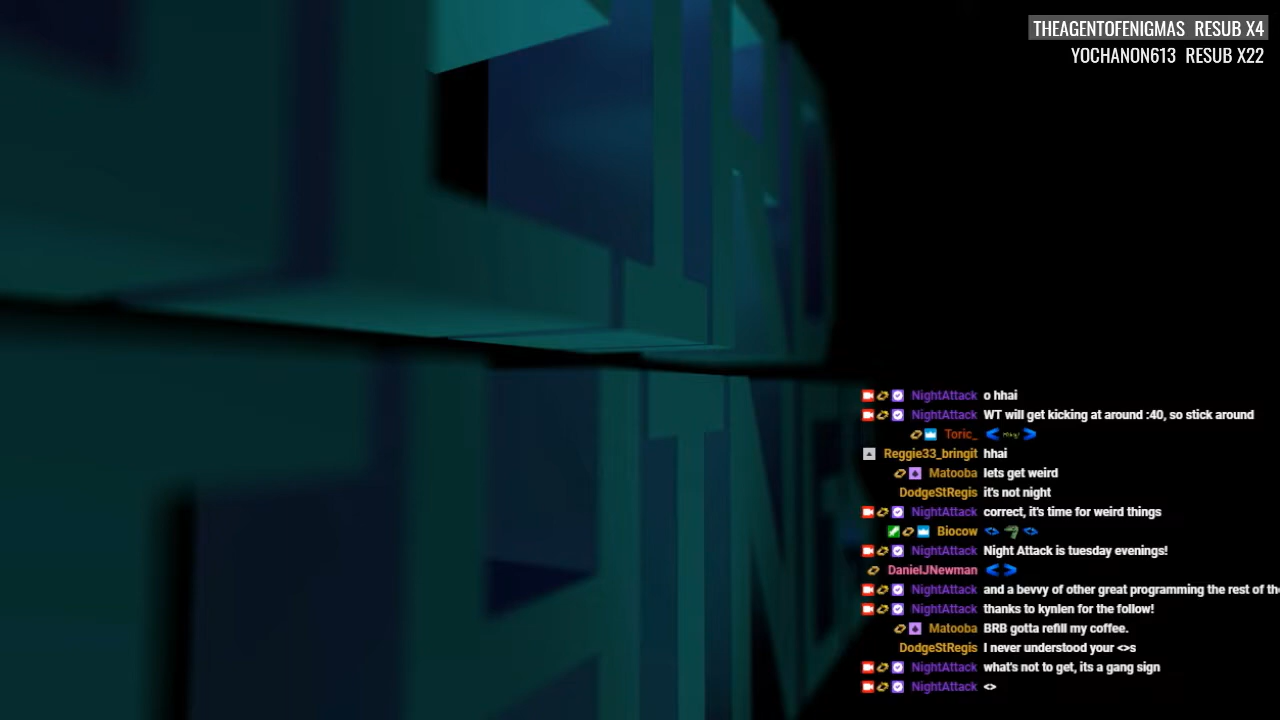 THEAGENTOFENIGMAS RESUB X4
YOCHANON613 RESUB X22
NightAttack o hhai
NightAttack WT will get kicking at around :40, so stick around
Toric_
Reggie33_bringit hhai
Matooba lets get weird
DodgeStRegis it's not night
NightAttack correct, it's time for weird things
Biocow
NightAttack Night Attack is tuesday evenings!
DanielJNewman
NightAttack and a bevvy of other great programming the rest of the
NightAttack thanks to kynlen for the follow!
Matooba BRB gotta refill my coffee.
DodgeStRegis I never understood your <>s
NightAttack what's not to get, its a gang sign
NightAttack <>